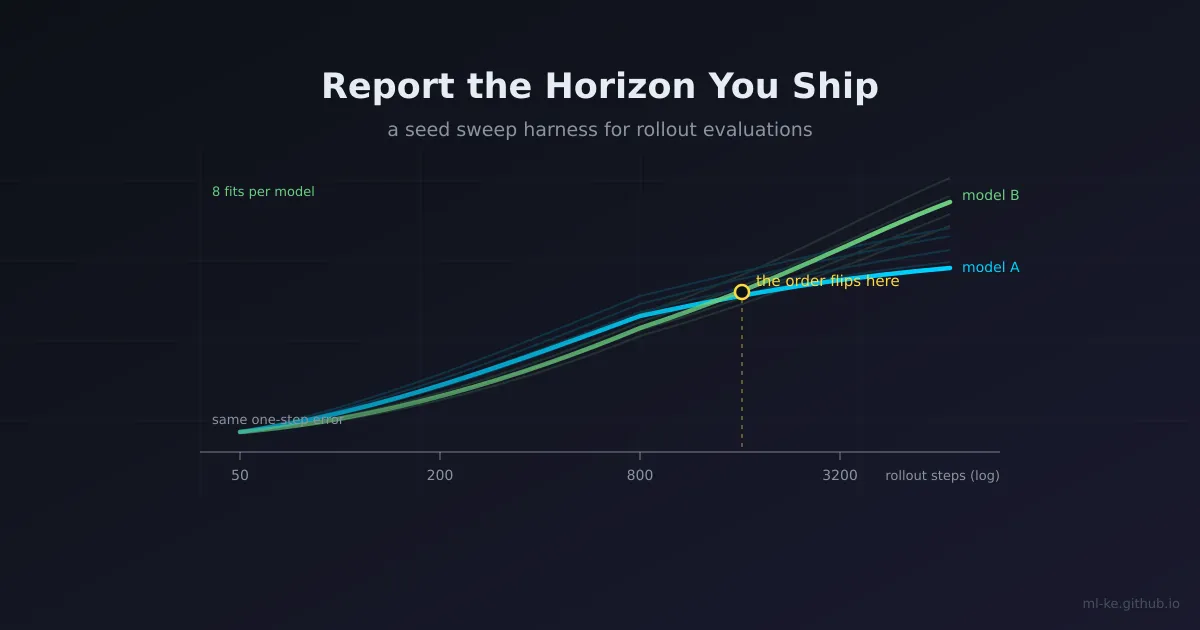 Report the Horizon You Ship
a seed sweep harness for rollout evaluations
8 fits per model
model B
model A
the order flips here
same one-step error
50
200
800
3200
rollout steps (log)
ml-ke.github.io